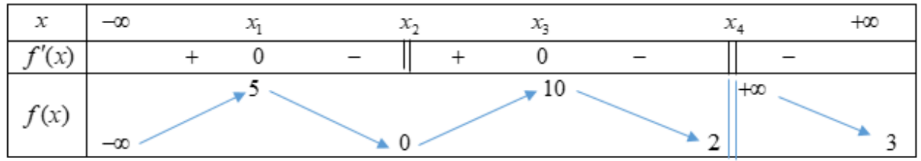 x −∞ x₁ x₂ x₃ x₄ +∞
f′(x) + 0 − || + 0 − || −
5 10 +∞
f(x)
−∞ 0 2 3